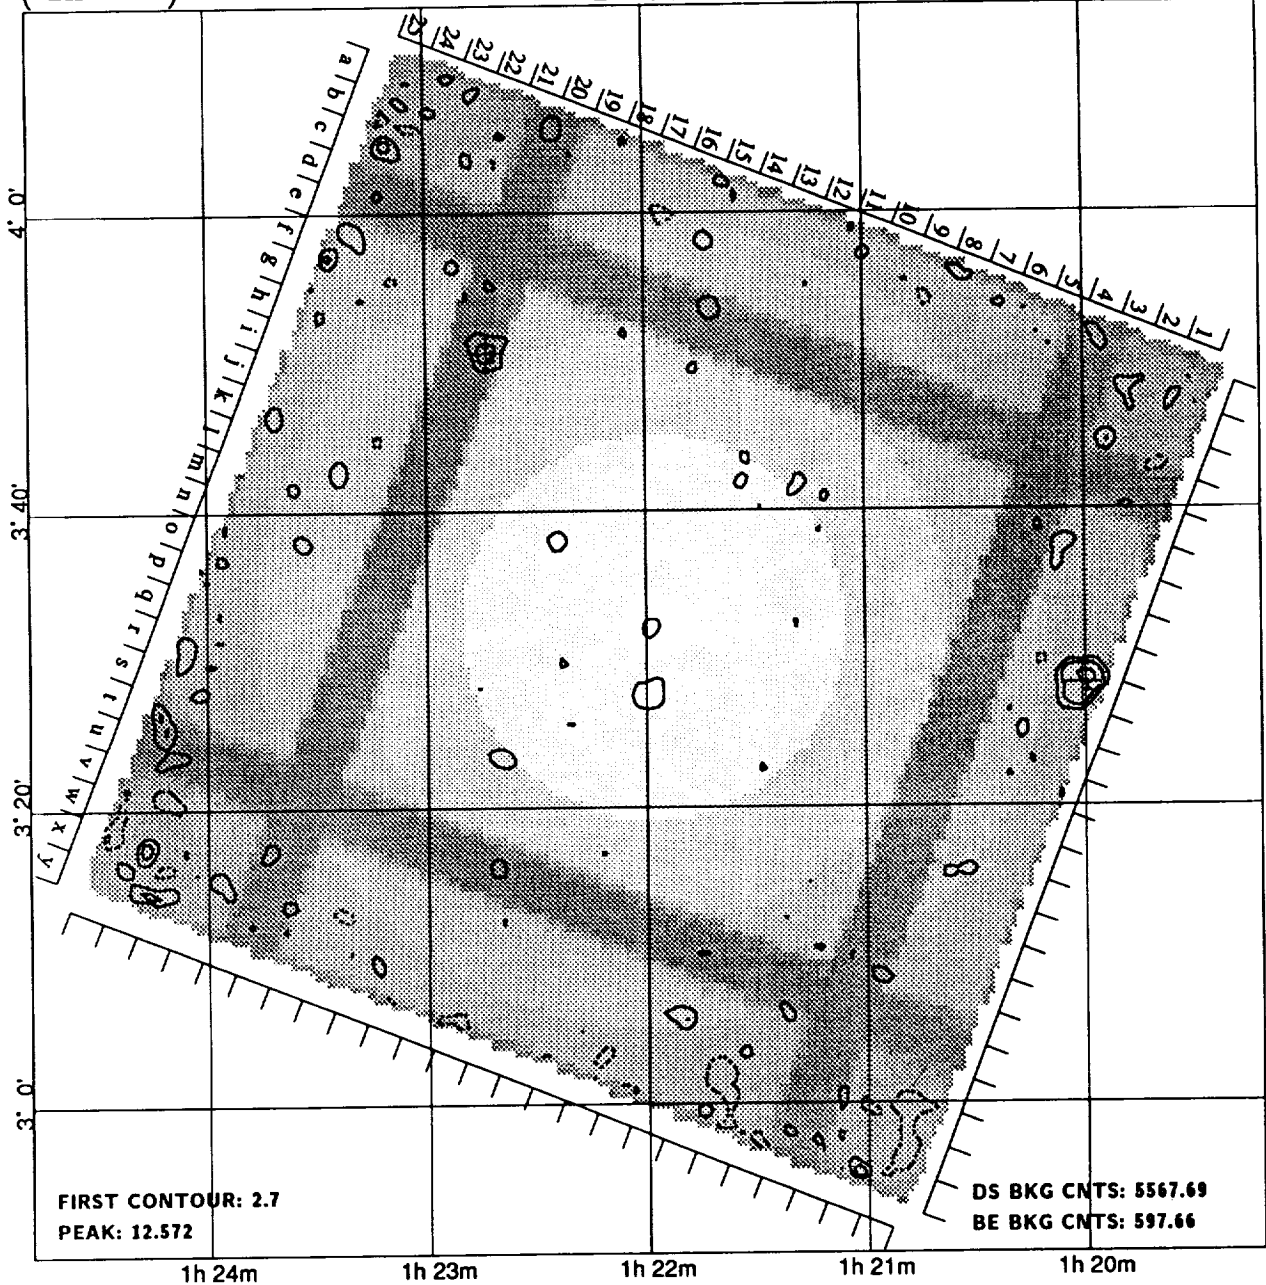 25 24 23 22 21 20 19 18 17 16 15 14 13 12 11 10 9 8 7 6 5 4 3 2 1
a b c d e f g h i j k l m n o p q r s t u v w x y
4° 0'
3° 40'
3° 20'
3° 0'
FIRST CONTOUR: 2.7
PEAK: 12.572
DS BKG CNTS: 5567.69
BE BKG CNTS: 597.66
1h 24m 1h 23m 1h 22m 1h 21m 1h 20m